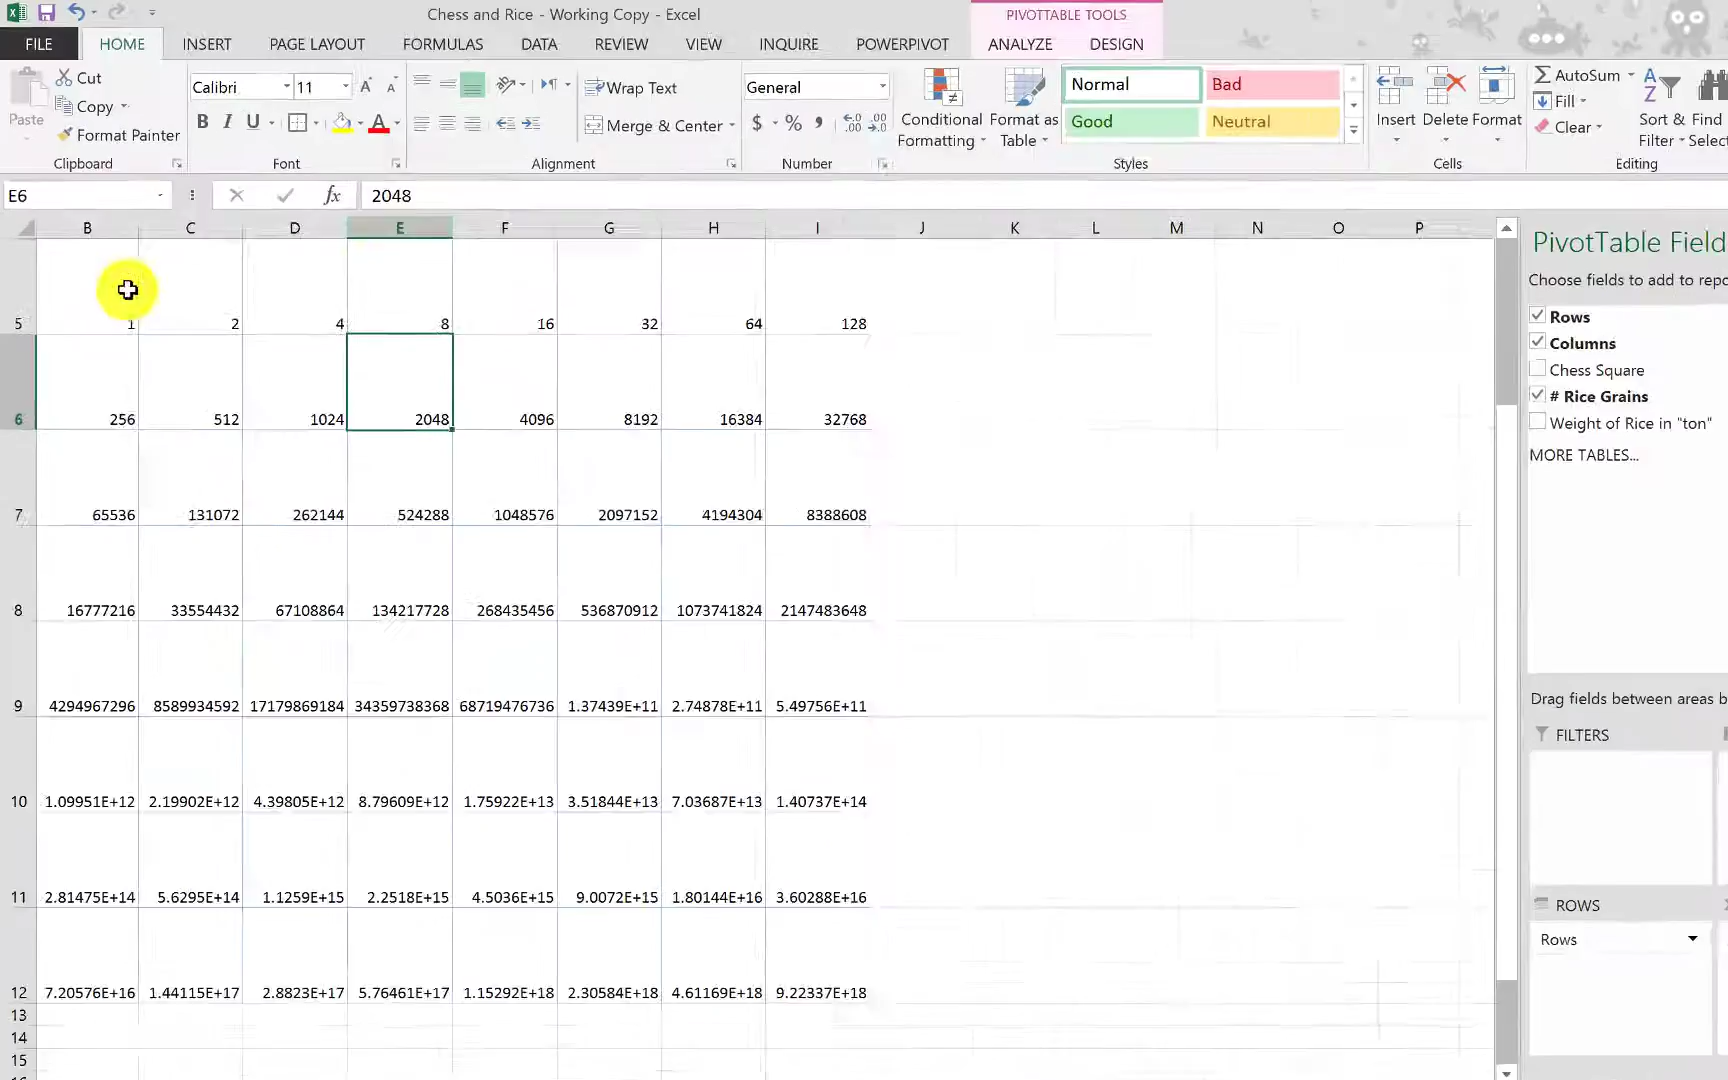 Chess and Rice - Working Copy - Excel
PIVOTTABLE TOOLS
FILE HOME INSERT PAGE LAYOUT FORMULAS DATA REVIEW VIEW INQUIRE POWERPIVOT ANALYZE DESIGN
Paste
Cut
Copy
Format Painter
Clipboard
Calibri 11
B I U
Font
Wrap Text
Merge & Center
Alignment
General
$ % ,
Number
Conditional Formatting
Format as Table
Normal Bad
Good Neutral
Styles
Insert Delete Format
Cells
AutoSum
Fill
Clear
Sort & Filter
Find
Editing
E6 fx 2048
B C D E F G H I J K L M N O P
5 1 2 4 8 16 32 64 128
6 256 512 1024 2048 4096 8192 16384 32768
7 65536 131072 262144 524288 1048576 2097152 4194304 8388608
8 16777216 33554432 67108864 134217728 268435456 536870912 1073741824 2147483648
9 4294967296 8589934592 17179869184 34359738368 68719476736 1.37439E+11 2.74878E+11 5.49756E+11
10 1.09951E+12 2.19902E+12 4.39805E+12 8.79609E+12 1.75922E+13 3.51844E+13 7.03687E+13 1.40737E+14
11 2.81475E+14 5.6295E+14 1.1259E+15 2.2518E+15 4.5036E+15 9.0072E+15 1.80144E+16 3.60288E+16
12 7.20576E+16 1.44115E+17 2.8823E+17 5.76461E+17 1.15292E+18 2.30584E+18 4.61169E+18 9.22337E+18
13
14
15
PivotTable Field
Choose fields to add to repo
Rows
Columns
Chess Square
# Rice Grains
Weight of Rice in "ton"
MORE TABLES...
Drag fields between areas b
FILTERS
ROWS
Rows